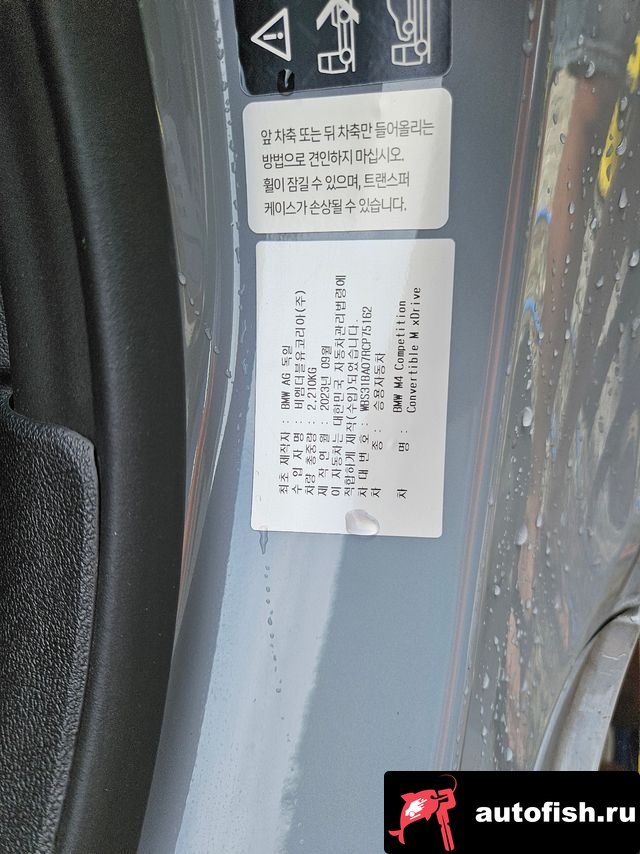 앞 차축 또는 뒤 차축만 들어올리는
방법으로 견인하지 마십시오.
휠이 잠길 수 있으며, 트랜스퍼
케이스가 손상될 수 있습니다.
최초 제작자 : BMW AG 독일
수 입 자 명 : 비엠더블유코리아(주)
차량 총중량 : 2,210KG
제 작 연 월 : 2023년 09월
이 자동차는 대한민국 자동차관리법령에
적합하게 제작(수입)되었습니다.
차 대 번 호 : WBS31BA07RCP75162
차 종 : 승용자동차
차 명 : BMW M4 Competition
Convertible M xDrive
autofish.ru